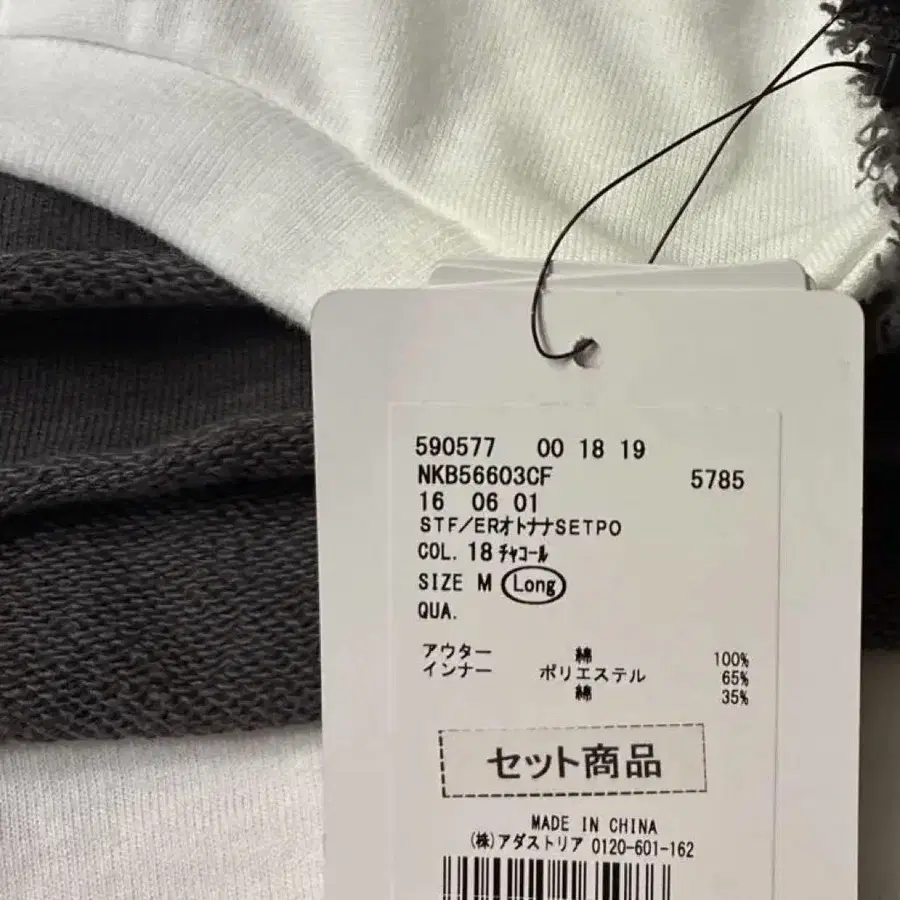 590577 00 18 19
NKB56603CF 5785
16 06 01
STF/ERオトナナSETPO
COL. 18 チャコール
SIZE M Long
QUA.
アウター 綿 100%
インナー ポリエステル 65%
綿 35%
セット商品
MADE IN CHINA
(株)アダストリア 0120-601-162